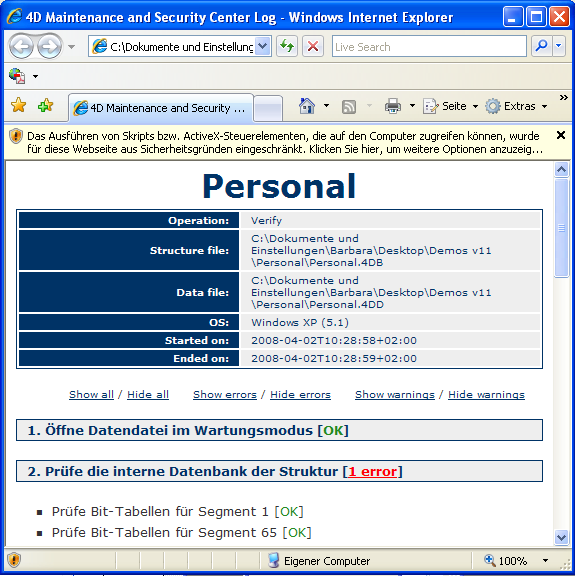 4D Maintenance and Security Center Log - Windows Internet Explorer
C:\Dokumente und Einstellung
Live Search
4D Maintenance and Security ...
Seite
Extras
»
Das Ausführen von Skripts bzw. ActiveX-Steuerelementen, die auf den Computer zugreifen können, wurde
für diese Webseite aus Sicherheitsgründen eingeschränkt. Klicken Sie hier, um weitere Optionen anzuzeig...
Personal
Operation: Verify
Structure file: C:\Dokumente und
Einstellungen\Barbara\Desktop\Demos v11
\Personal\Personal.4DB
Data file: C:\Dokumente und
Einstellungen\Barbara\Desktop\Demos v11
\Personal\Personal.4DD
OS: Windows XP (5.1)
Started on: 2008-04-02T10:28:58+02:00
Ended on: 2008-04-02T10:28:59+02:00
Show all / Hide all Show errors / Hide errors Show warnings / Hide warnings
1. Öffne Datendatei im Wartungsmodus [OK]
2. Prüfe die interne Datenbank der Struktur [1 error]
Prüfe Bit-Tabellen für Segment 1 [OK]
Prüfe Bit-Tabellen für Segment 65 [OK]
Eigener Computer
100%